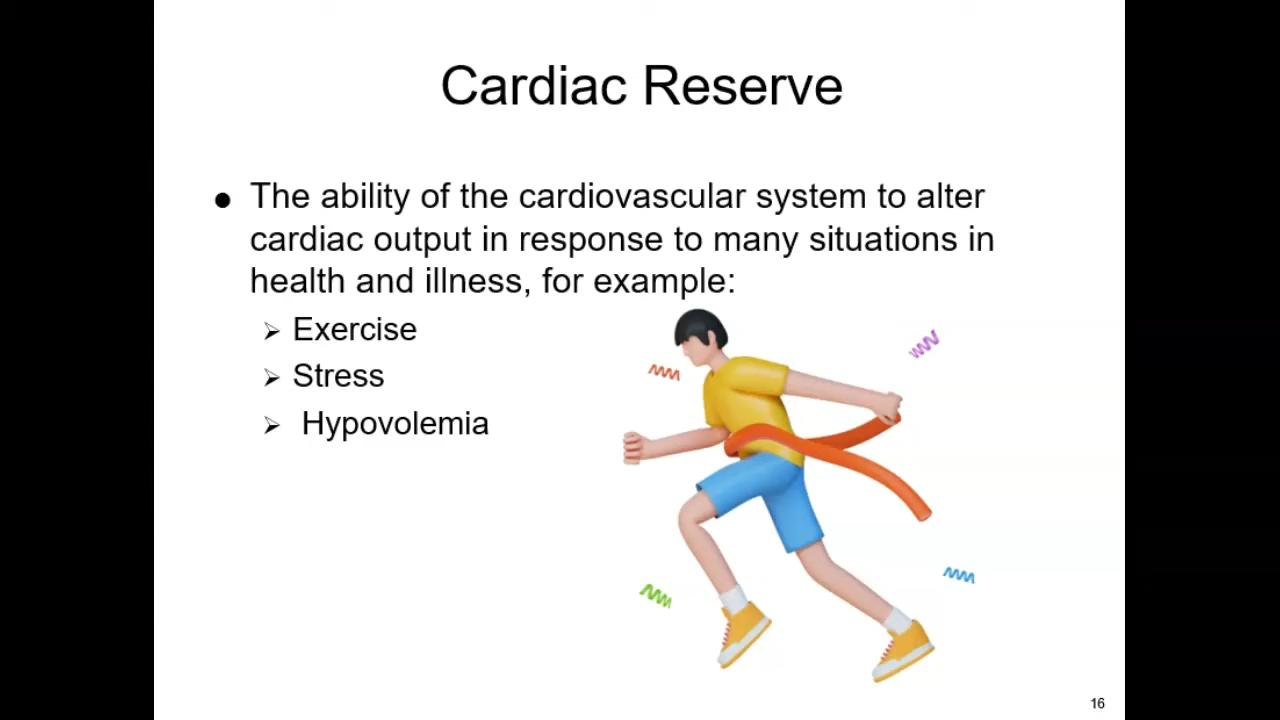 Cardiac Reserve
● The ability of the cardiovascular system to alter
cardiac output in response to many situations in
health and illness, for example:
➢ Exercise
➢ Stress
➢ Hypovolemia
16